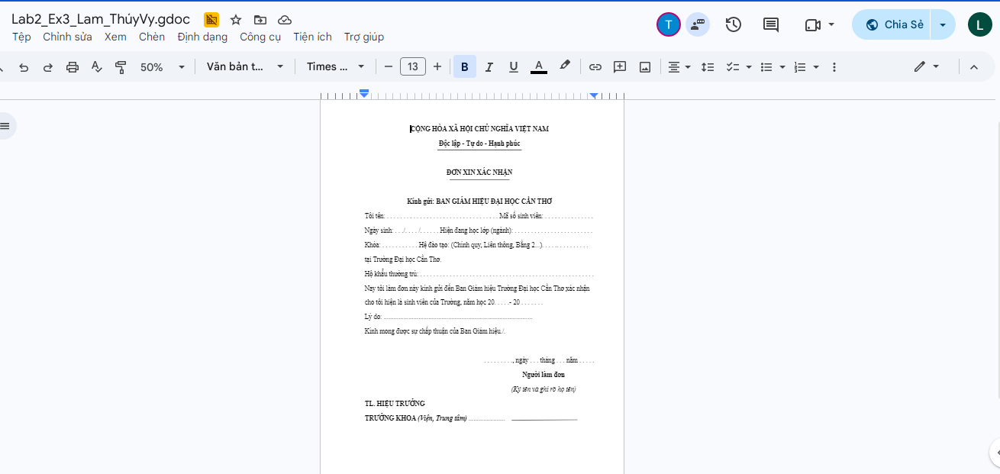 Lab2_Ex3_Lam_ThúyVy.gdoc
Tệp Chỉnh sửa Xem Chèn Định dạng Công cụ Tiện ích Trợ giúp
T
Chia Sẻ
L
50% Văn bản t... Times ... 13 B I U A
CỘNG HÒA XÃ HỘI CHỦ NGHĨA VIỆT NAM
Độc lập - Tự do - Hạnh phúc
ĐƠN XIN XÁC NHẬN
Kính gửi: BAN GIÁM HIỆU ĐẠI HỌC CẦN THƠ
Tôi tên: . . . . . . . . . . . . . . . . . . . . . . . . . . . . . . . . . . Mã số sinh viên: . . . . . . . . . . . . . . .
Ngày sinh: . . ./. . . . /. . . . . . Hiện đang học lớp (ngành): . . . . . . . . . . . . . . . . . . . . . . . .
Khóa: . . . . . . . . . . . Hệ đào tạo: (Chính quy, Liên thông, Bằng 2...). . . . . . . . . . . . . .
tại Trường Đại học Cần Thơ.
Hộ khẩu thường trú: . . . . . . . . . . . . . . . . . . . . . . . . . . . . . . . . . . . . . . . . . . . . . . . . . . . . .
Nay tôi làm đơn này kính gửi đến Ban Giám hiệu Trường Đại học Cần Thơ xác nhận
cho tôi hiện là sinh viên của Trường, năm học 20. . . . .- 20 . . . . . . .
Lý do: ..........................................................................................
Kính mong được sự chấp thuận của Ban Giám hiệu./.
. . . . . . . . ., ngày . . . tháng . . . năm . . . . .
Người làm đơn
(Ký tên và ghi rõ họ tên)
TL. HIỆU TRƯỞNG
TRƯỞNG KHOA (Viện, Trung tâm) ......................